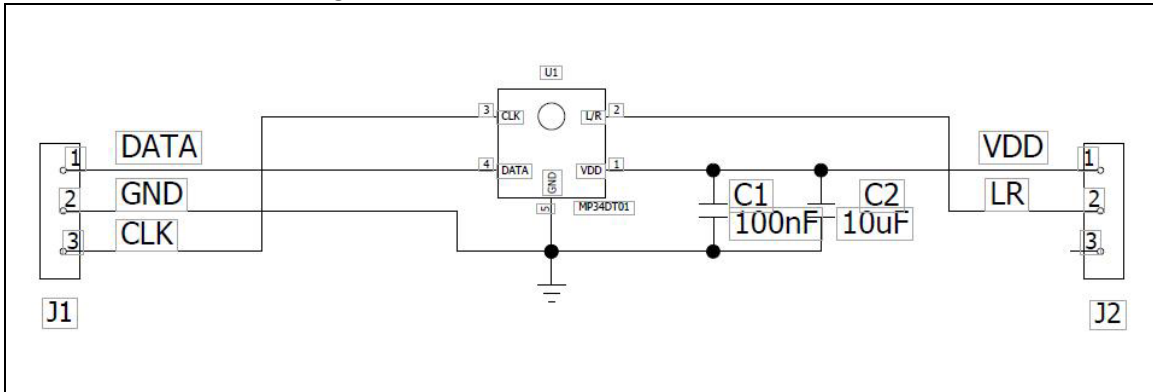 U1
3 CLK L/R 2
1 DATA 4 DATA VDD 1 VDD 1
2 GND GND 5 MP34DT01 C1 C2 LR 2
100nF 10uF
3 CLK 3
J1 J2